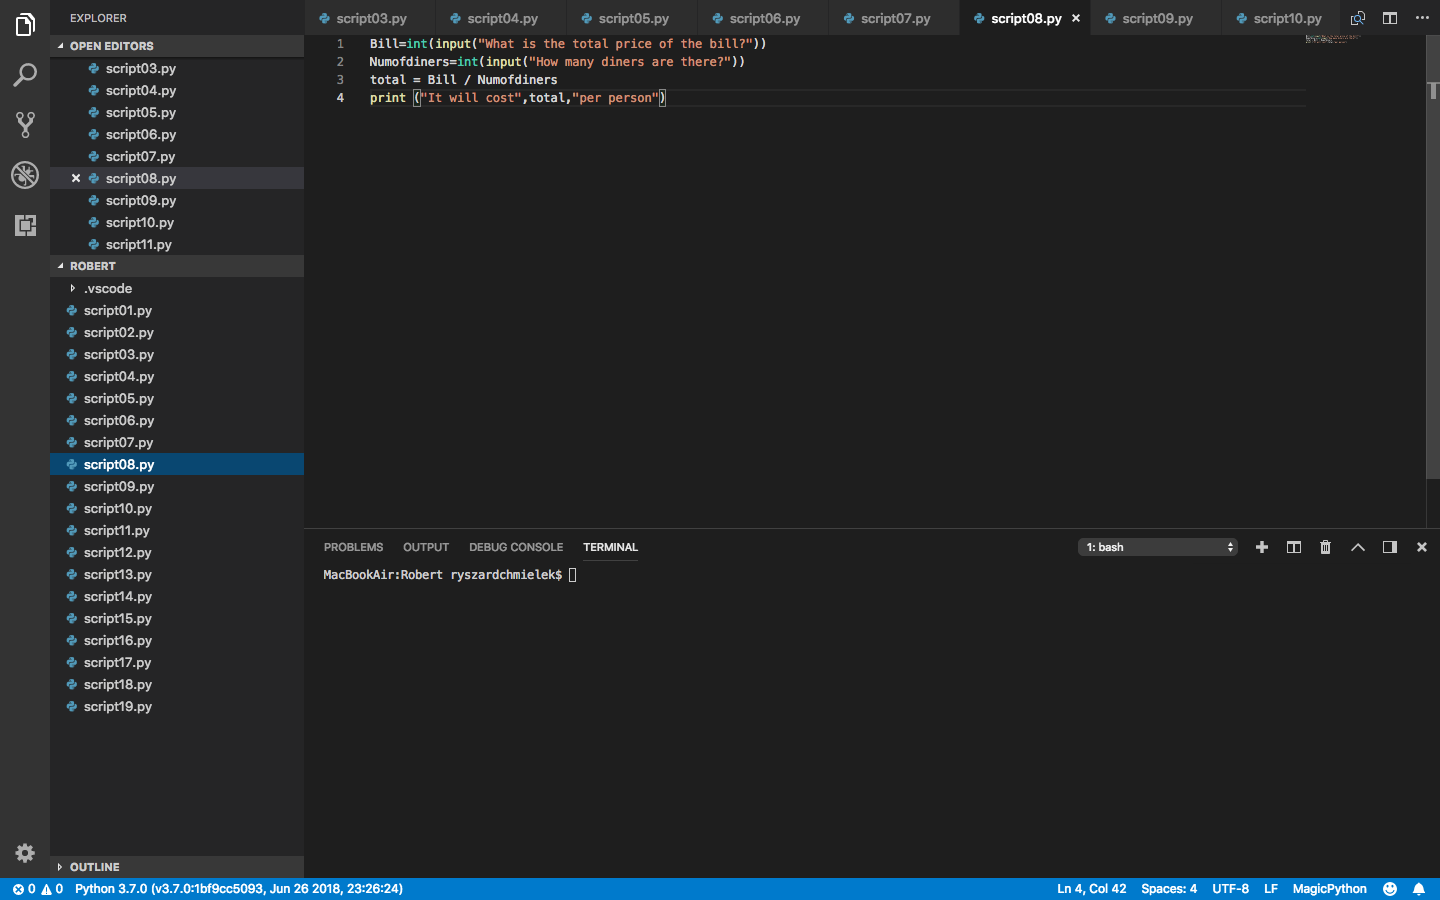 EXPLORER
OPEN EDITORS
script03.py
script04.py
script05.py
script06.py
script07.py
script08.py
script09.py
script10.py
script11.py
ROBERT
.vscode
script01.py
script02.py
script03.py
script04.py
script05.py
script06.py
script07.py
script08.py
script09.py
script10.py
script11.py
script12.py
script13.py
script14.py
script15.py
script16.py
script17.py
script18.py
script19.py
OUTLINE
script03.py script04.py script05.py script06.py script07.py script08.py script09.py script10.py
1 Bill=int(input("What is the total price of the bill?"))
2 Numofdiners=int(input("How many diners are there?"))
3 total = Bill / Numofdiners
4 print ("It will cost",total,"per person")
PROBLEMS OUTPUT DEBUG CONSOLE TERMINAL 1: bash
MacBookAir:Robert ryszardchmielek$
0 0 Python 3.7.0 (v3.7.0:1bf9cc5093, Jun 26 2018, 23:26:24) Ln 4, Col 42 Spaces: 4 UTF-8 LF MagicPython